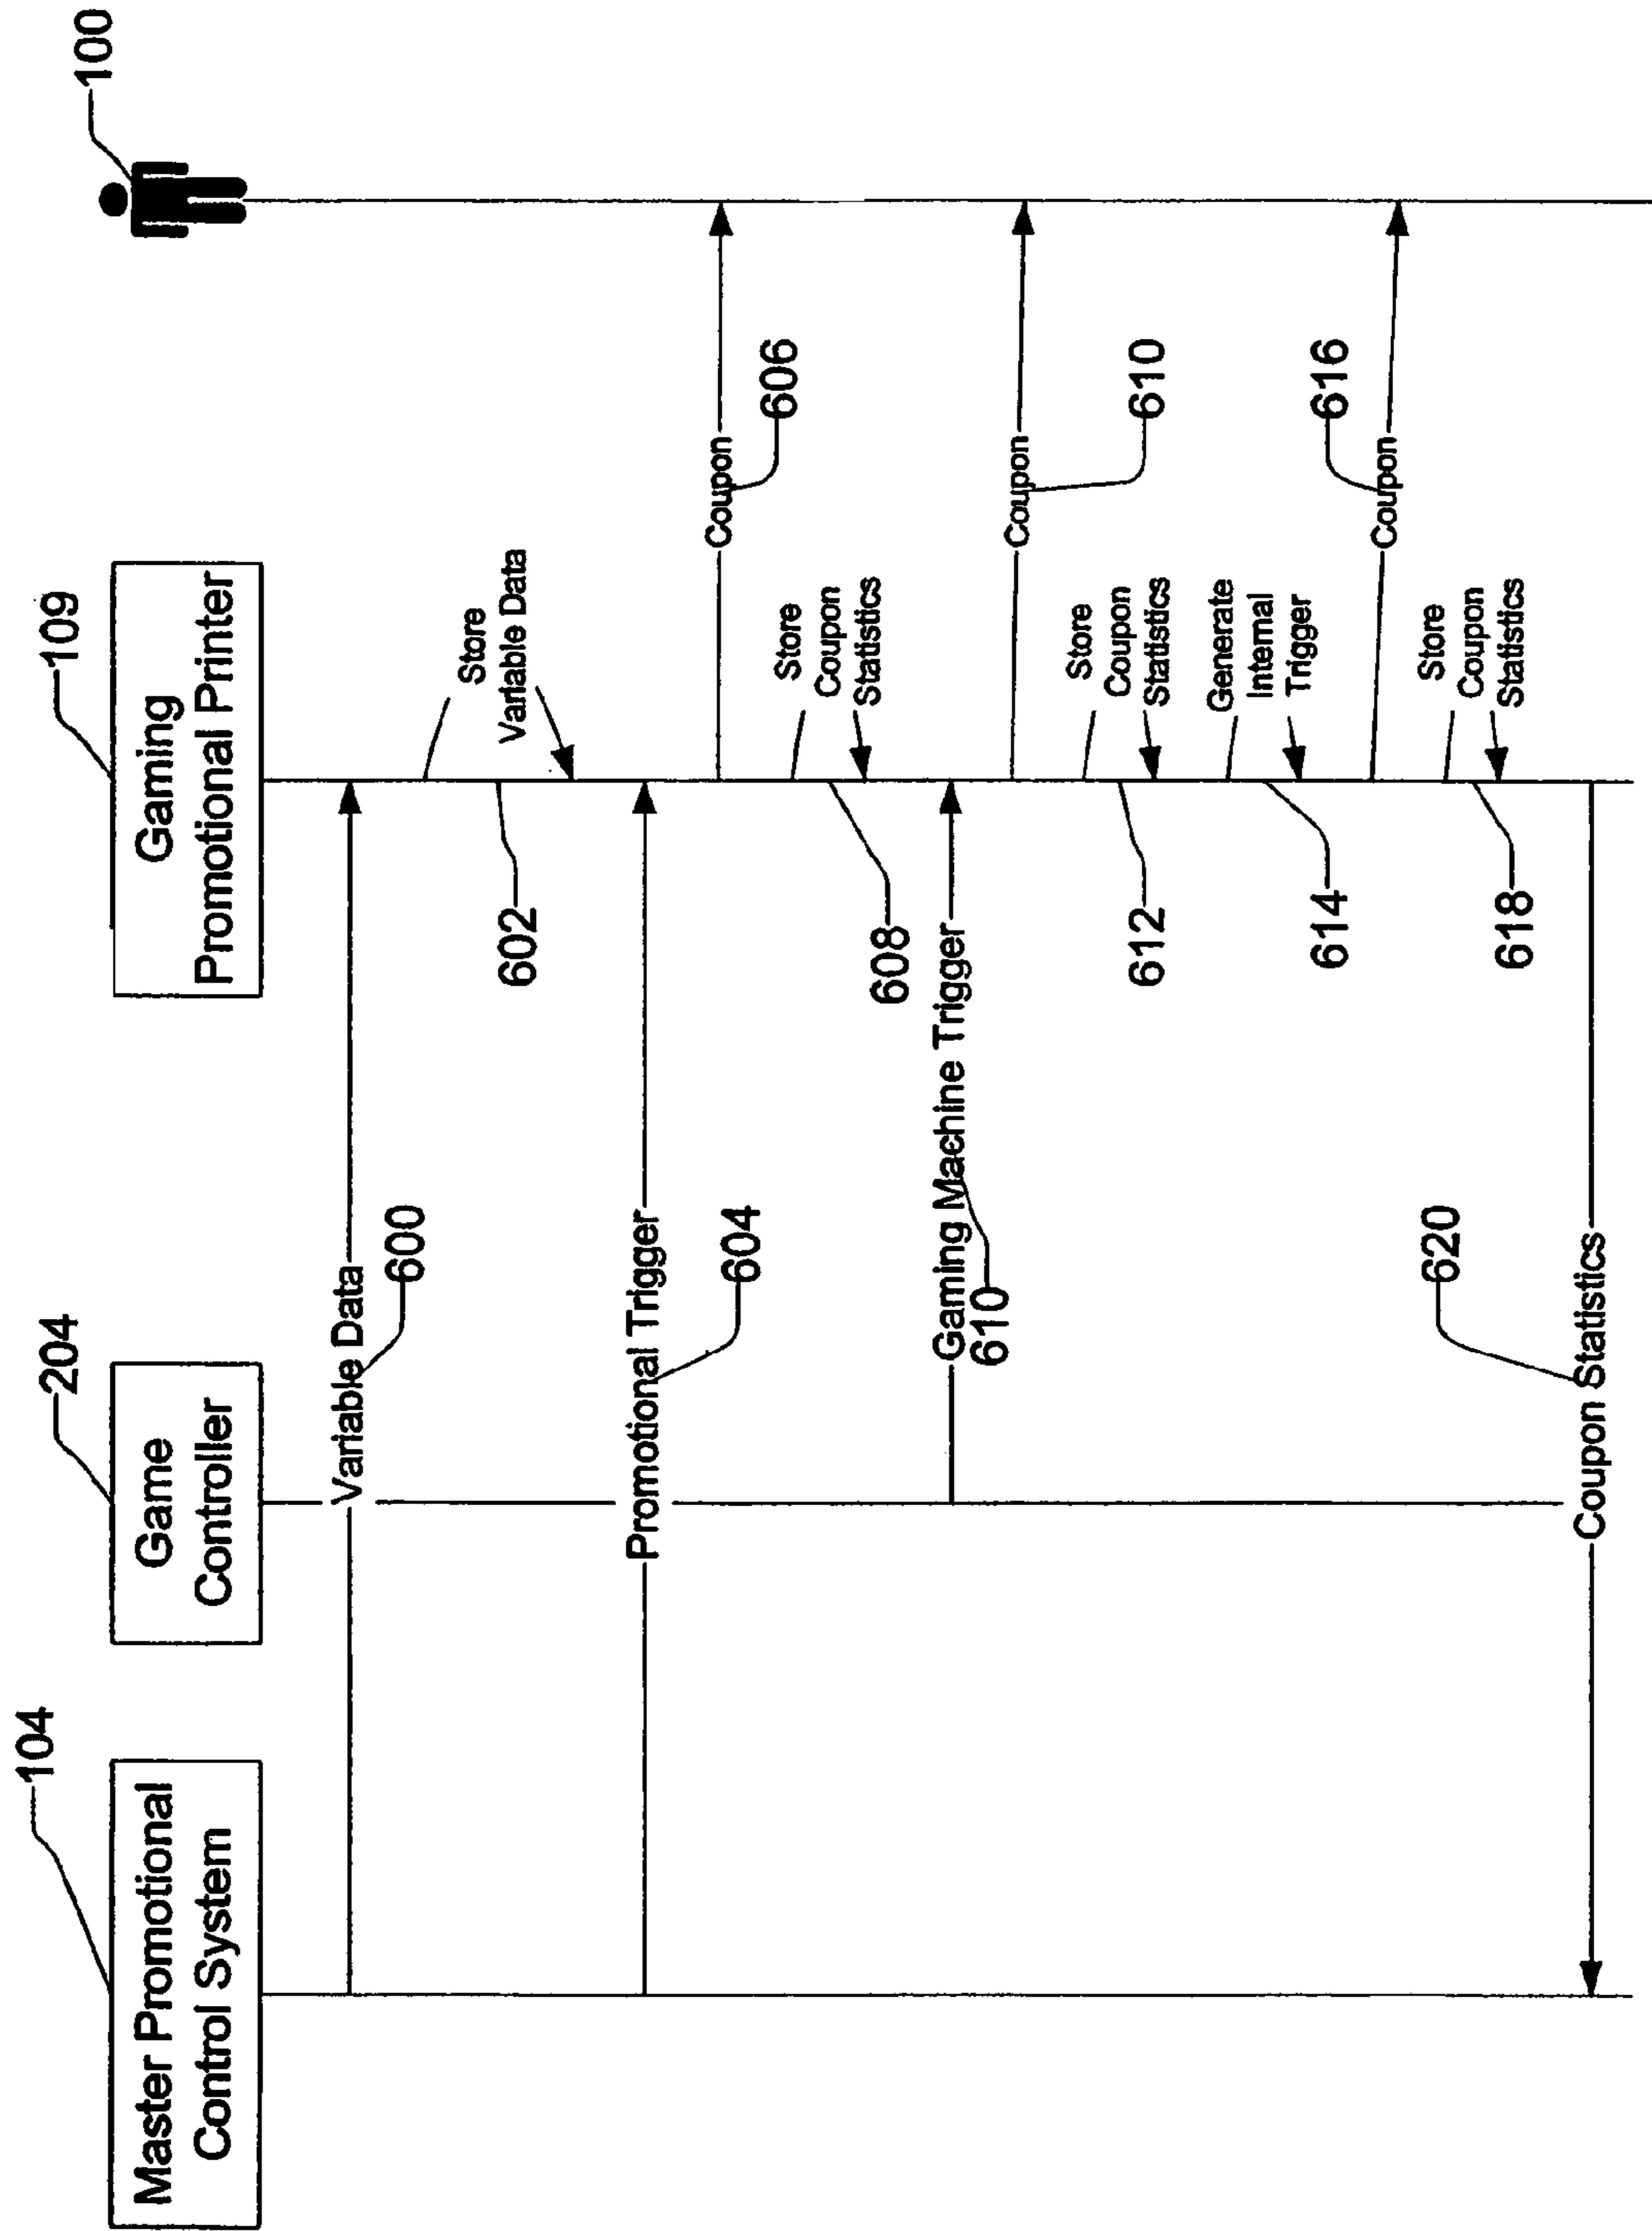 104
Master Promotional
Control System
204
Game
Controller
109
Gaming
Promotional Printer
100
Variable Data
600
Store
Variable Data
602
Promotional Trigger
604
Coupon
606
Store
Coupon
Statistics
608
Gaming Machine Trigger
610
Coupon
610
Store
Coupon
Statistics
612
Generate
Internal
Trigger
614
Coupon
616
Store
Coupon
Statistics
618
Coupon Statistics
620